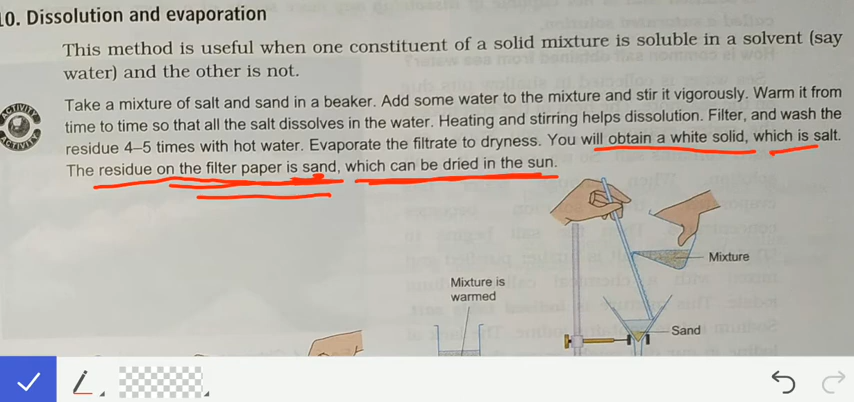 10. Dissolution and evaporation
This method is useful when one constituent of a solid mixture is soluble in a solvent (say
water) and the other is not.
ACTIVITY
Take a mixture of salt and sand in a beaker. Add some water to the mixture and stir it vigorously. Warm it from
time to time so that all the salt dissolves in the water. Heating and stirring helps dissolution. Filter, and wash the
residue 4–5 times with hot water. Evaporate the filtrate to dryness. You will obtain a white solid, which is salt.
ACTIVITY
The residue on the filter paper is sand, which can be dried in the sun.
Mixture
Mixture is
warmed
Sand